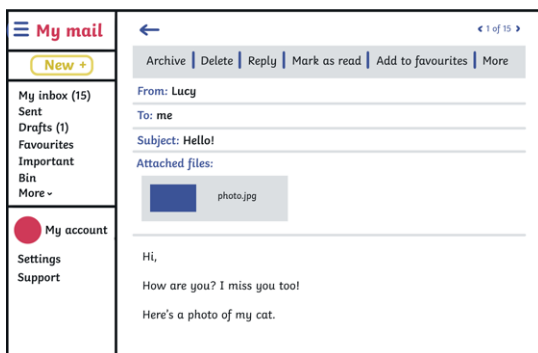 My mail
New +
My inbox (15)
Sent
Drafts (1)
Favourites
Important
Bin
More
My account
Settings
Support
1 of 15
Archive Delete Reply Mark as read Add to favourites More
From: Lucy
To: me
Subject: Hello!
Attached files:
photo.jpg
Hi,
How are you? I miss you too!
Here's a photo of my cat.